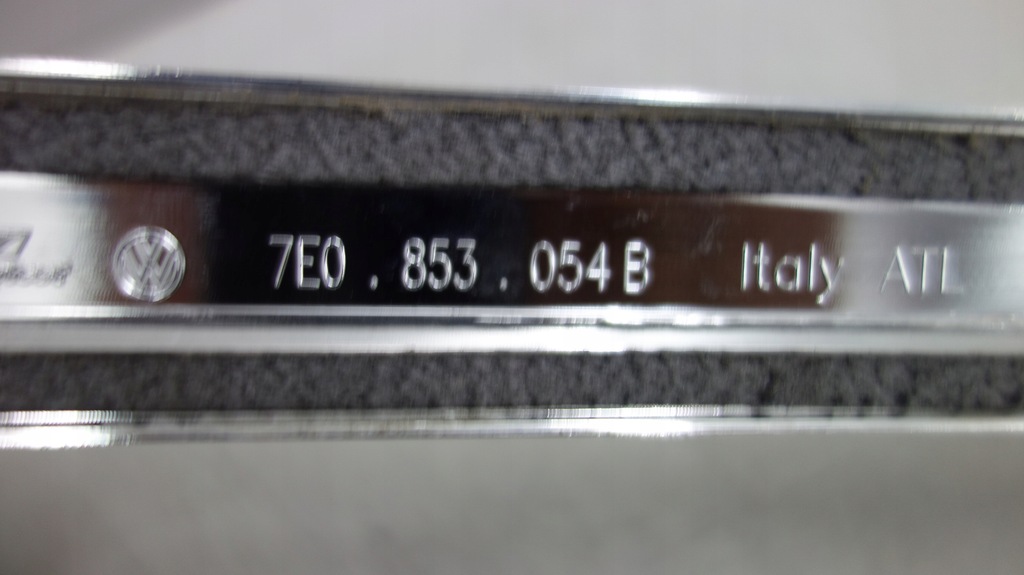 7E0 . 853 . 054 B Italy ATL